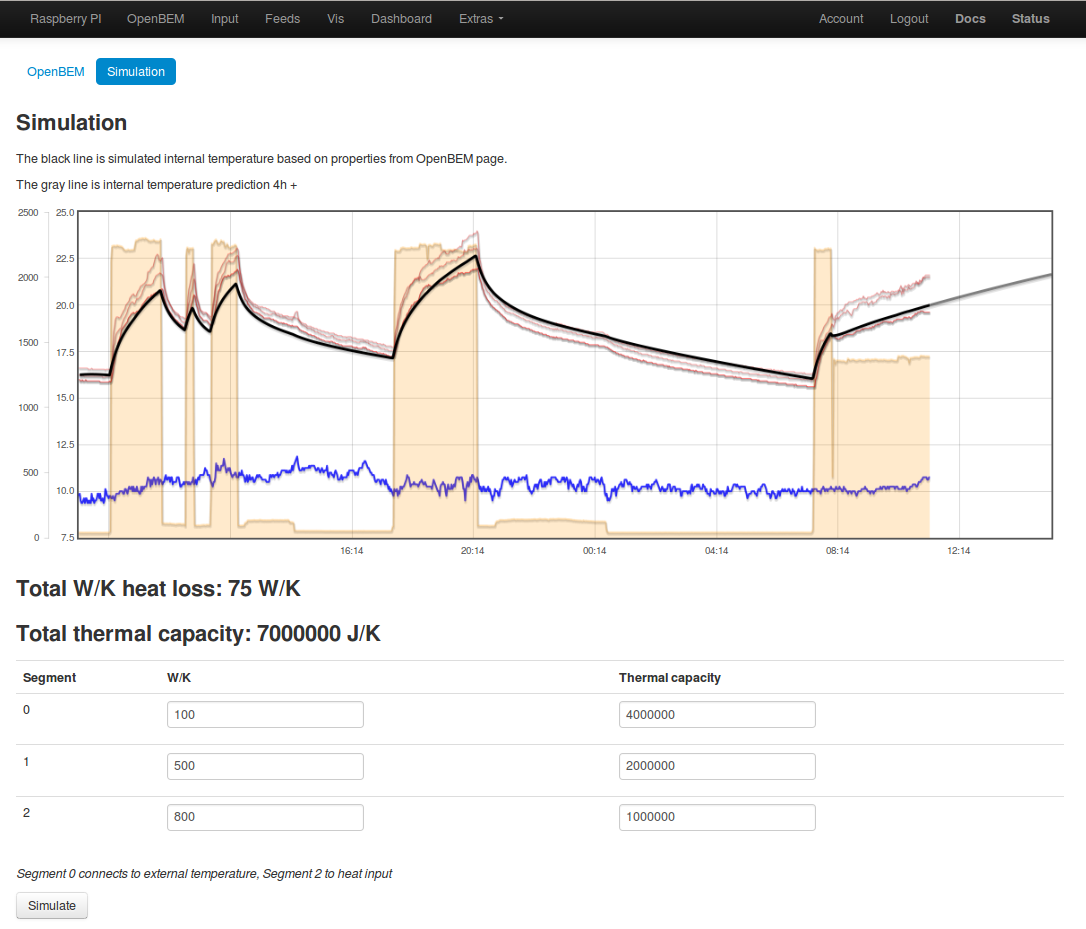 Raspberry PI OpenBEM Input Feeds Vis Dashboard Extras Account Logout Docs Status
OpenBEM Simulation
Simulation
The black line is simulated internal temperature based on properties from OpenBEM page.
The gray line is internal temperature prediction 4h +
2500 25.0
22.5
2000
20.0
1500
17.5
15.0
1000
12.5
500
10.0
0 7.5
16:14 20:14 00:14 04:14 08:14 12:14
Total W/K heat loss: 75 W/K
Total thermal capacity: 7000000 J/K
Segment W/K Thermal capacity
0 100 4000000
1 500 2000000
2 800 1000000
Segment 0 connects to external temperature, Segment 2 to heat input
Simulate